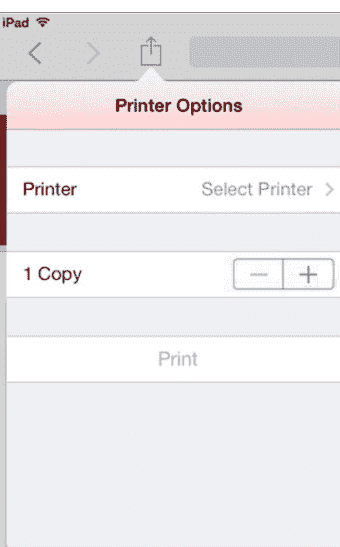 iPad
Printer Options
Printer Select Printer
1 Copy
Print